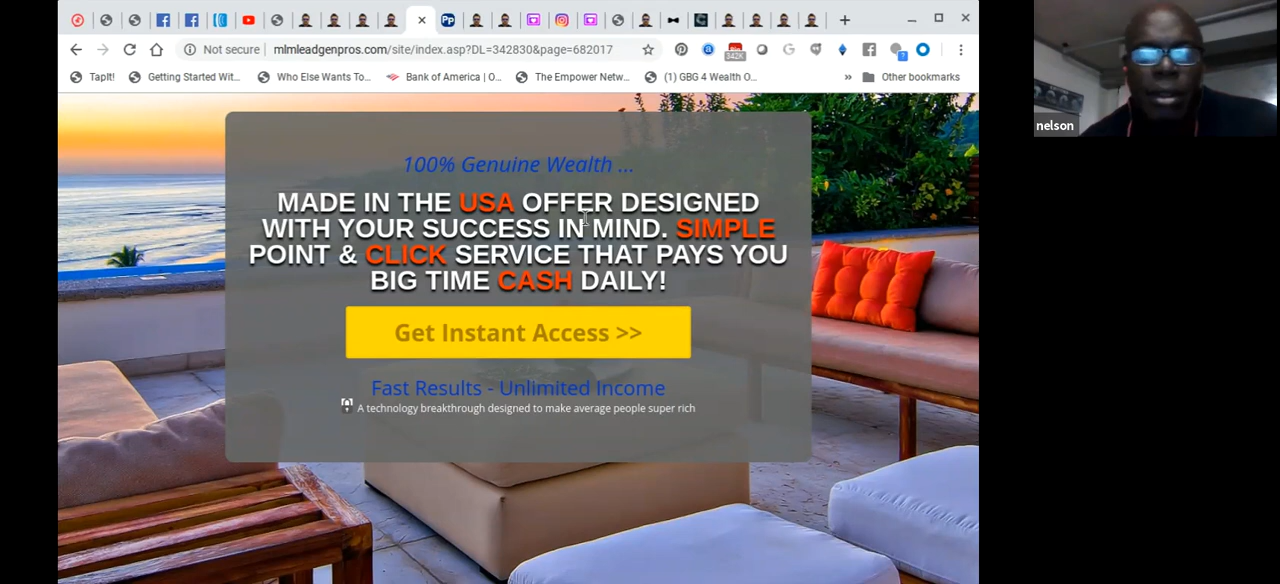 Not secure
mlmleadgenpros.com/site/index.asp?DL=342830&page=682017
342K
?
TapIt!
Getting Started Wit...
Who Else Wants To...
Bank of America | O...
The Empower Netw...
(1) GBG 4 Wealth O...
»
Other bookmarks
nelson
100% Genuine Wealth ...
MADE IN THE USA OFFER DESIGNED
WITH YOUR SUCCESS IN MIND. SIMPLE
POINT & CLICK SERVICE THAT PAYS YOU
BIG TIME CASH DAILY!
Get Instant Access >>
Fast Results - Unlimited Income
A technology breakthrough designed to make average people super rich